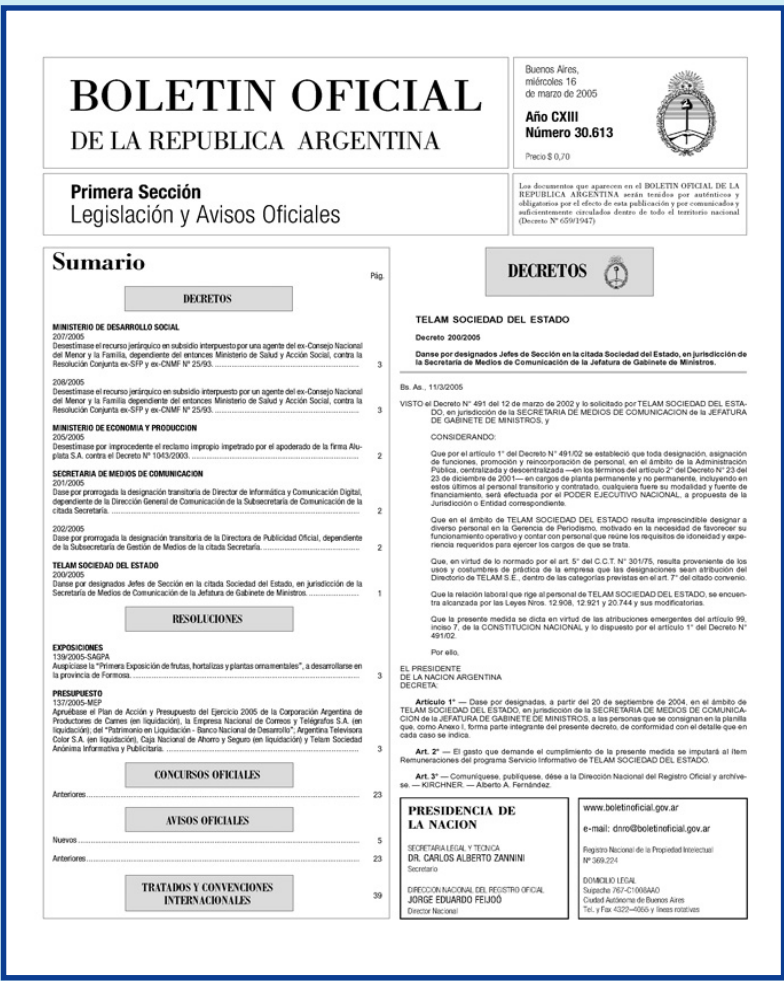 BOLETIN OFICIAL
DE LA REPUBLICA ARGENTINA
Buenos Aires,
miércoles 16
de marzo de 2005
Año CXIII
Número 30.613
Precio $ 0,70
Primera Sección
Legislación y Avisos Oficiales
Los documentos que aparecen en el BOLETIN OFICIAL DE LA
REPUBLICA ARGENTINA serán tenidos por auténticos y
obligatorios por el efecto de esta publicación y por comunicados y
suficientemente circulados dentro de todo el territorio nacional
(Decreto Nº 659/1947)
Sumario
Pág.
DECRETOS
MINISTERIO DE DESARROLLO SOCIAL
207/2005
Desestímase el recurso jerárquico en subsidio interpuesto por una agente del ex-Consejo Nacional
del Menor y la Familia, dependiente del entonces Ministerio de Salud y Acción Social, contra la
Resolución Conjunta ex-SFP y ex-CNMF Nº 25/93. 3
208/2005
Desestímase el recurso jerárquico en subsidio interpuesto por un agente del ex-Consejo Nacional
del Menor y la Familia, dependiente del entonces Ministerio de Salud y Acción Social, contra la
Resolución Conjunta ex-SFP y ex-CNMF Nº 25/93. 3
MINISTERIO DE ECONOMIA Y PRODUCCION
205/2005
Desestímase por improcedente el reclamo impropio impetrado por el apoderado de la firma Alu-
plata S.A. contra el Decreto Nº 1043/2003. 2
SECRETARIA DE MEDIOS DE COMUNICACION
201/2005
Dase por prorrogada la designación transitoria de Director de Informática y Comunicación Digital,
dependiente de la Dirección General de Comunicación de la Subsecretaría de Comunicación de la
citada Secretaría. 2
202/2005
Dase por prorrogada la designación transitoria de la Directora de Publicidad Oficial, dependiente
de la Subsecretaría de Gestión de Medios de la citada Secretaría. 2
TELAM SOCIEDAD DEL ESTADO
200/2005
Danse por designados Jefes de Sección en la citada Sociedad del Estado, en jurisdicción de la
Secretaría de Medios de Comunicación de la Jefatura de Gabinete de Ministros. 1
RESOLUCIONES
EXPOSICIONES
139/2005-SAGPA
Auspíciase la "Primera Exposición de frutas, hortalizas y plantas ornamentales", a desarrollarse en
la provincia de Formosa. 3
PRESUPUESTO
137/2005-MEP
Apruébase el Plan de Acción y Presupuesto del Ejercicio 2005 de la Corporación Argentina de
Productores de Carnes (en liquidación), la Empresa Nacional de Correos y Telégrafos S.A. (en
liquidación); del "Patrimonio en Liquidación - Banco Nacional de Desarrollo"; Argentina Televisora
Color S.A. (en liquidación), Caja Nacional de Ahorro y Seguro (en liquidación) y Telam Sociedad
Anónima Informativa y Publicitaria. 3
CONCURSOS OFICIALES
Anteriores 23
AVISOS OFICIALES
Nuevos 5
Anteriores 23
TRATADOS Y CONVENCIONES
INTERNACIONALES 39
DECRETOS
TELAM SOCIEDAD DEL ESTADO
Decreto 200/2005
Danse por designados Jefes de Sección en la citada Sociedad del Estado, en jurisdicción de
la Secretaría de Medios de Comunicación de la Jefatura de Gabinete de Ministros.
Bs. As., 11/3/2005
VISTO el Decreto N° 491 del 12 de marzo de 2002 y lo solicitado por TELAM SOCIEDAD DEL ESTA-
DO, en jurisdicción de la SECRETARIA DE MEDIOS DE COMUNICACION de la JEFATURA
DE GABINETE DE MINISTROS, y
CONSIDERANDO:
Que por el artículo 1° del Decreto N° 491/02 se estableció que toda designación, asignación
de funciones, promoción y reincorporación de personal, en el ámbito de la Administración
Pública, centralizada y descentralizada —en los términos del artículo 2° del Decreto N° 23 del
23 de diciembre de 2001— en cargos de planta permanente y no permanente, incluyendo en
estos últimos al personal transitorio y contratado, cualquiera fuere su modalidad y fuente de
financiamiento, será efectuada por el PODER EJECUTIVO NACIONAL, a propuesta de la
Jurisdicción o Entidad correspondiente.
Que en el ámbito de TELAM SOCIEDAD DEL ESTADO resulta imprescindible designar a
diverso personal en la Gerencia de Periodismo, motivado en la necesidad de favorecer su
funcionamiento operativo y contar con personal que reúne los requisitos de idoneidad y expe-
riencia requeridos para ejercer los cargos de que se trata.
Que, en virtud de lo normado por el art. 5° del C.C.T. N° 301/75, resulta proveniente de los
usos y costumbres de práctica de la empresa que las designaciones sean atribución del
Directorio de TELAM S.E., dentro de las categorías previstas en el art. 7° del citado convenio.
Que la relación laboral que rige al personal de TELAM SOCIEDAD DEL ESTADO, se encuen-
tra alcanzada por las Leyes Nros. 12.908, 12.921 y 20.744 y sus modificatorias.
Que la presente medida se dicta en virtud de las atribuciones emergentes del artículo 99,
inciso 7, de la CONSTITUCION NACIONAL y lo dispuesto por el artículo 1° del Decreto N°
491/02.
Por ello,
EL PRESIDENTE
DE LA NACION ARGENTINA
DECRETA:
Artículo 1° — Dase por designadas, a partir del 20 de septiembre de 2004, en el ámbito de
TELAM SOCIEDAD DEL ESTADO, en jurisdicción de la SECRETARIA DE MEDIOS DE COMUNICA-
CION de la JEFATURA DE GABINETE DE MINISTROS, a las personas que se consignan en la planilla
que, como Anexo I, forma parte integrante del presente decreto, de conformidad con el detalle que en
cada caso se indica.
Art. 2° — El gasto que demande el cumplimiento de la presente medida se imputará al ítem
Remuneraciones del programa Servicio Informativo de TELAM SOCIEDAD DEL ESTADO.
Art. 3° — Comuníquese, publíquese, dése a la Dirección Nacional del Registro Oficial y archíve-
se. — KIRCHNER. — Alberto A. Fernández.
PRESIDENCIA DE
LA NACION
SECRETARIA LEGAL Y TECNICA
DR. CARLOS ALBERTO ZANNINI
Secretario
DIRECCION NACIONAL DEL REGISTRO OFICIAL
JORGE EDUARDO FEIJOÓ
Director Nacional
www.boletinoficial.gov.ar
e-mail: dnro@boletinoficial.gov.ar
Registro Nacional de la Propiedad Intelectual
Nº 369.224
DOMICILIO LEGAL
Suipacha 767-C1008AAO
Ciudad Autónoma de Buenos Aires
Tel. y Fax 4322-4055 y líneas rotativas